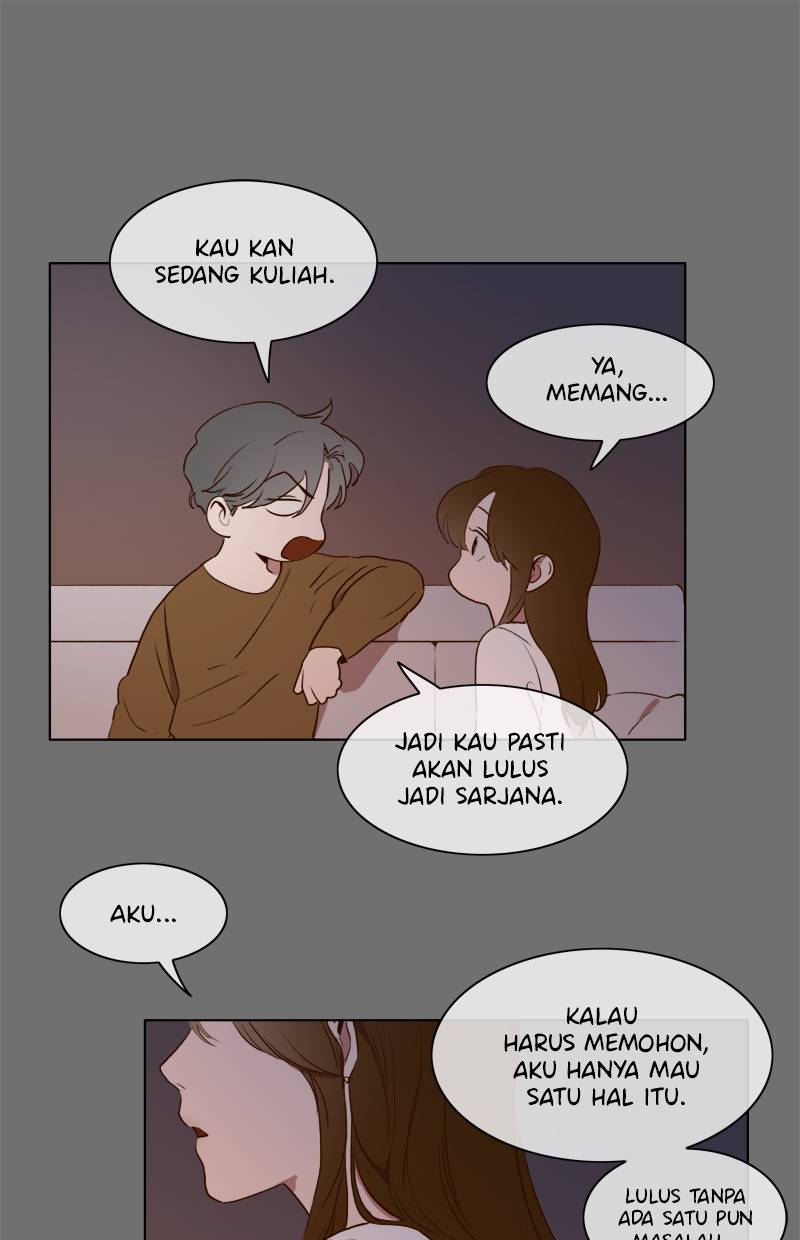 KAU KAN
SEDANG KULIAH.
YA,
MEMANG...
JADI KAU PASTI
AKAN LULUS
JADI SARJANA.
AKU...
KALAU
HARUS MEMOHON,
AKU HANYA MAU
SATU HAL ITU.
LULUS TANPA
ADA SATU PUN
MASALAH